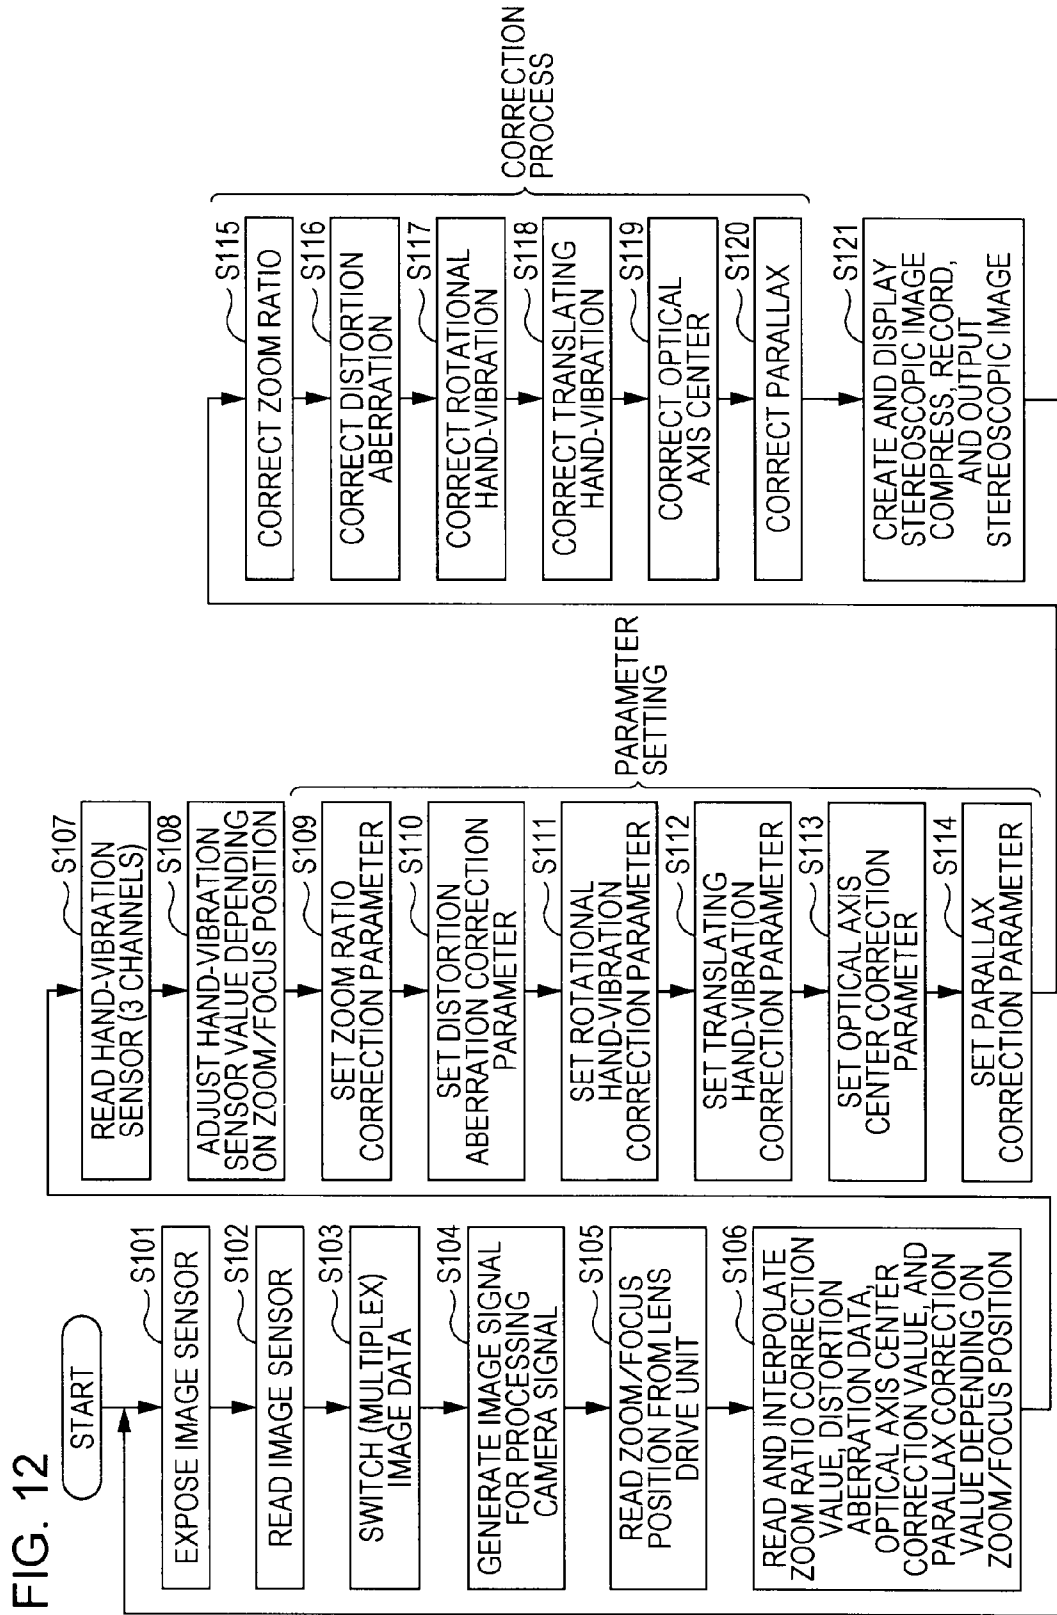 FIG. 12
START
S101
EXPOSE IMAGE SENSOR
S102
READ IMAGE SENSOR
S103
SWITCH (MULTIPLEX)
IMAGE DATA
S104
GENERATE IMAGE SIGNAL
FOR PROCESSING
CAMERA SIGNAL
S105
READ ZOOM/FOCUS
POSITION FROM LENS
DRIVE UNIT
S106
READ AND INTERPOLATE
ZOOM RATIO CORRECTION
VALUE, DISTORTION
ABERRATION DATA,
OPTICAL AXIS CENTER
CORRECTION VALUE, AND
PARALLAX CORRECTION
VALUE DEPENDING ON
ZOOM/FOCUS POSITION
S107
READ HAND-VIBRATION
SENSOR (3 CHANNELS)
S108
ADJUST HAND-VIBRATION
SENSOR VALUE DEPENDING
ON ZOOM/FOCUS POSITION
S109
SET ZOOM RATIO
CORRECTION PARAMETER
S110
SET DISTORTION
ABERRATION CORRECTION
PARAMETER
S111
SET ROTATIONAL
HAND-VIBRATION
CORRECTION PARAMETER
S112
SET TRANSLATING
HAND-VIBRATION
CORRECTION PARAMETER
S113
SET OPTICAL AXIS
CENTER CORRECTION
PARAMETER
S114
SET PARALLAX
CORRECTION PARAMETER
PARAMETER
SETTING
S115
CORRECT ZOOM RATIO
S116
CORRECT DISTORTION
ABERRATION
S117
CORRECT ROTATIONAL
HAND-VIBRATION
S118
CORRECT TRANSLATING
HAND-VIBRATION
S119
CORRECT OPTICAL
AXIS CENTER
S120
CORRECT PARALLAX
CORRECTION
PROCESS
S121
CREATE AND DISPLAY
STEREOSCOPIC IMAGE
COMPRESS, RECORD,
AND OUTPUT
STEREOSCOPIC IMAGE